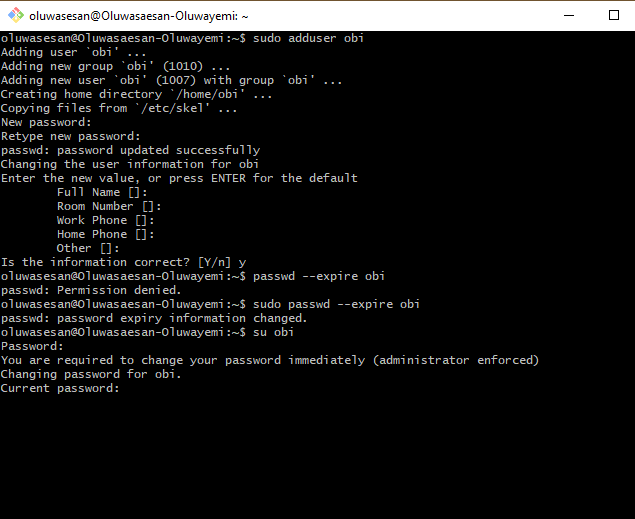 oluwasesan@Oluwasaesan-Oluwayemi: ~
oluwasesan@Oluwasaesan-Oluwayemi:~$ sudo adduser obi
Adding user `obi' ...
Adding new group `obi' (1010) ...
Adding new user `obi' (1007) with group `obi' ...
Creating home directory `/home/obi' ...
Copying files from `/etc/skel' ...
New password:
Retype new password:
passwd: password updated successfully
Changing the user information for obi
Enter the new value, or press ENTER for the default
        Full Name []:
        Room Number []:
        Work Phone []:
        Home Phone []:
        Other []:
Is the information correct? [Y/n] y
oluwasesan@Oluwasaesan-Oluwayemi:~$ passwd --expire obi
passwd: Permission denied.
oluwasesan@Oluwasaesan-Oluwayemi:~$ sudo passwd --expire obi
passwd: password expiry information changed.
oluwasesan@Oluwasaesan-Oluwayemi:~$ su obi
Password:
You are required to change your password immediately (administrator enforced)
Changing password for obi.
Current password: